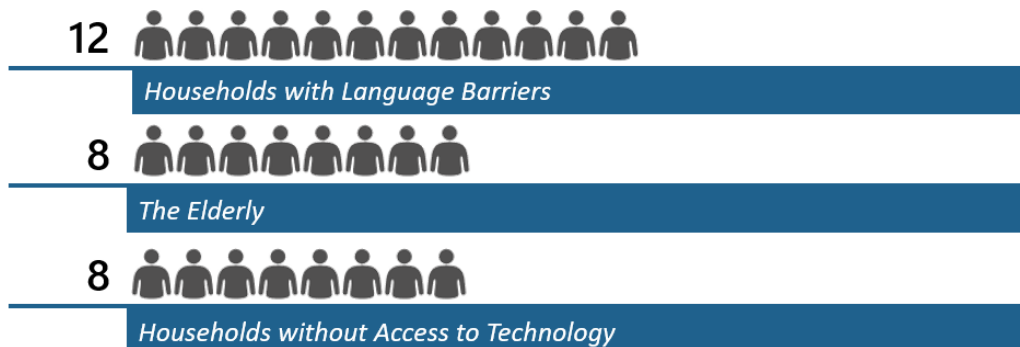 12
Households with Language Barriers
8
The Elderly
8
Households without Access to Technology